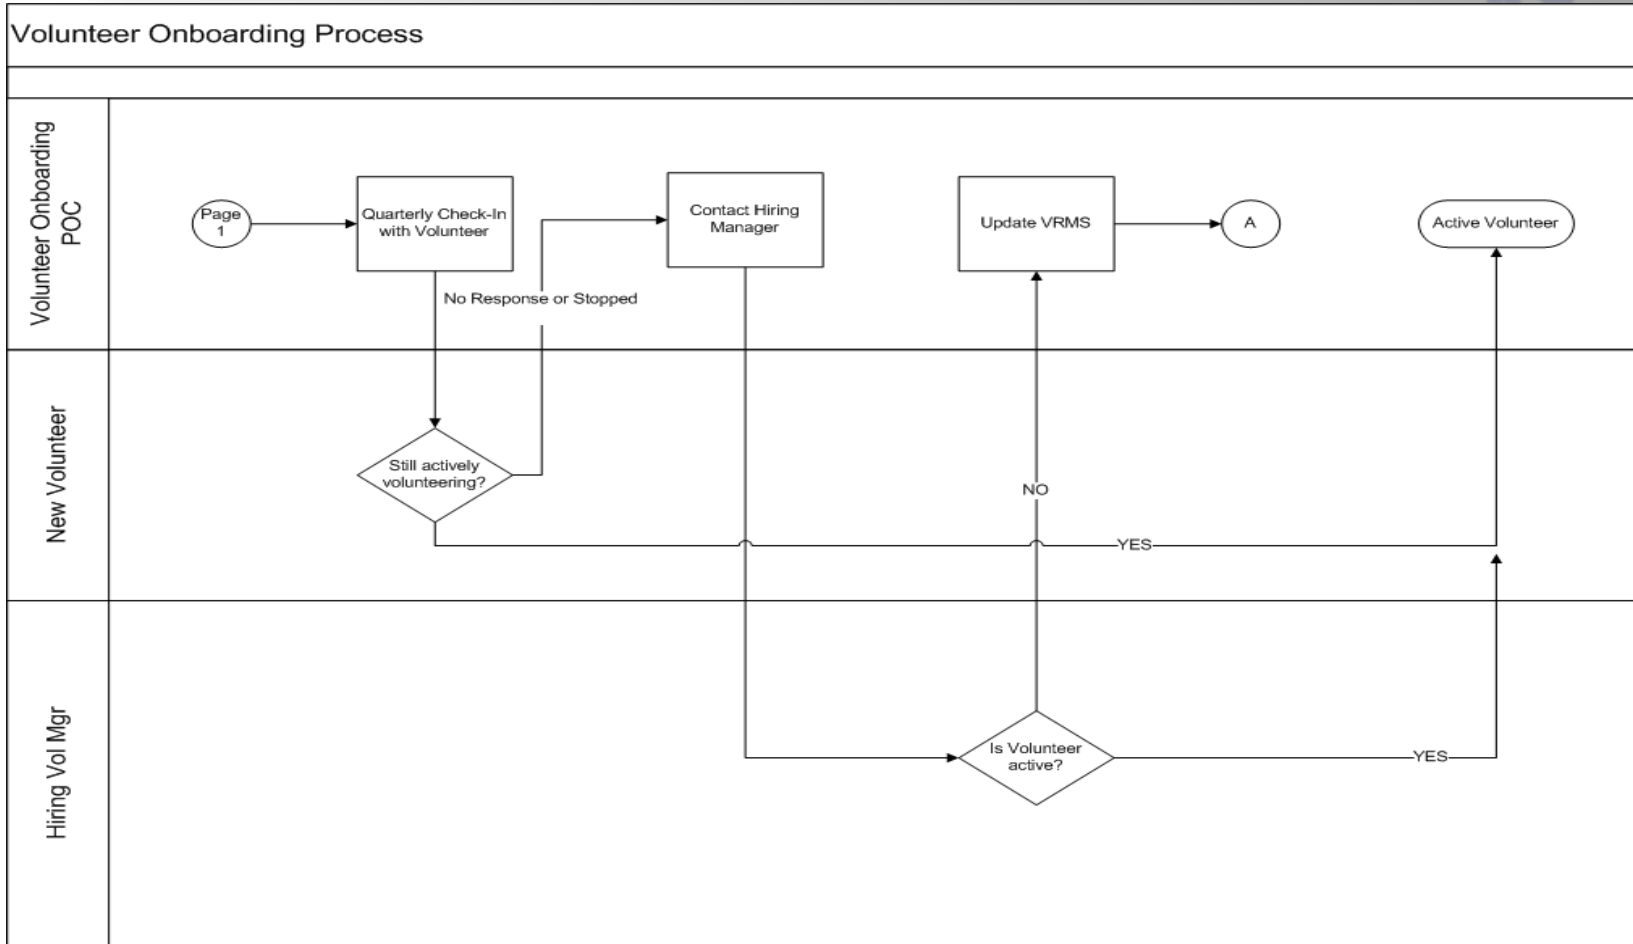 Volunteer Onboarding Process
Volunteer Onboarding
POC
Page
1
Quarterly Check-In
with Volunteer
Contact Hiring
Manager
Update VRMS
A
Active Volunteer
No Response or Stopped
New Volunteer
Still actively
volunteering?
NO
YES
Hiring Vol Mgr
Is Volunteer
active?
YES